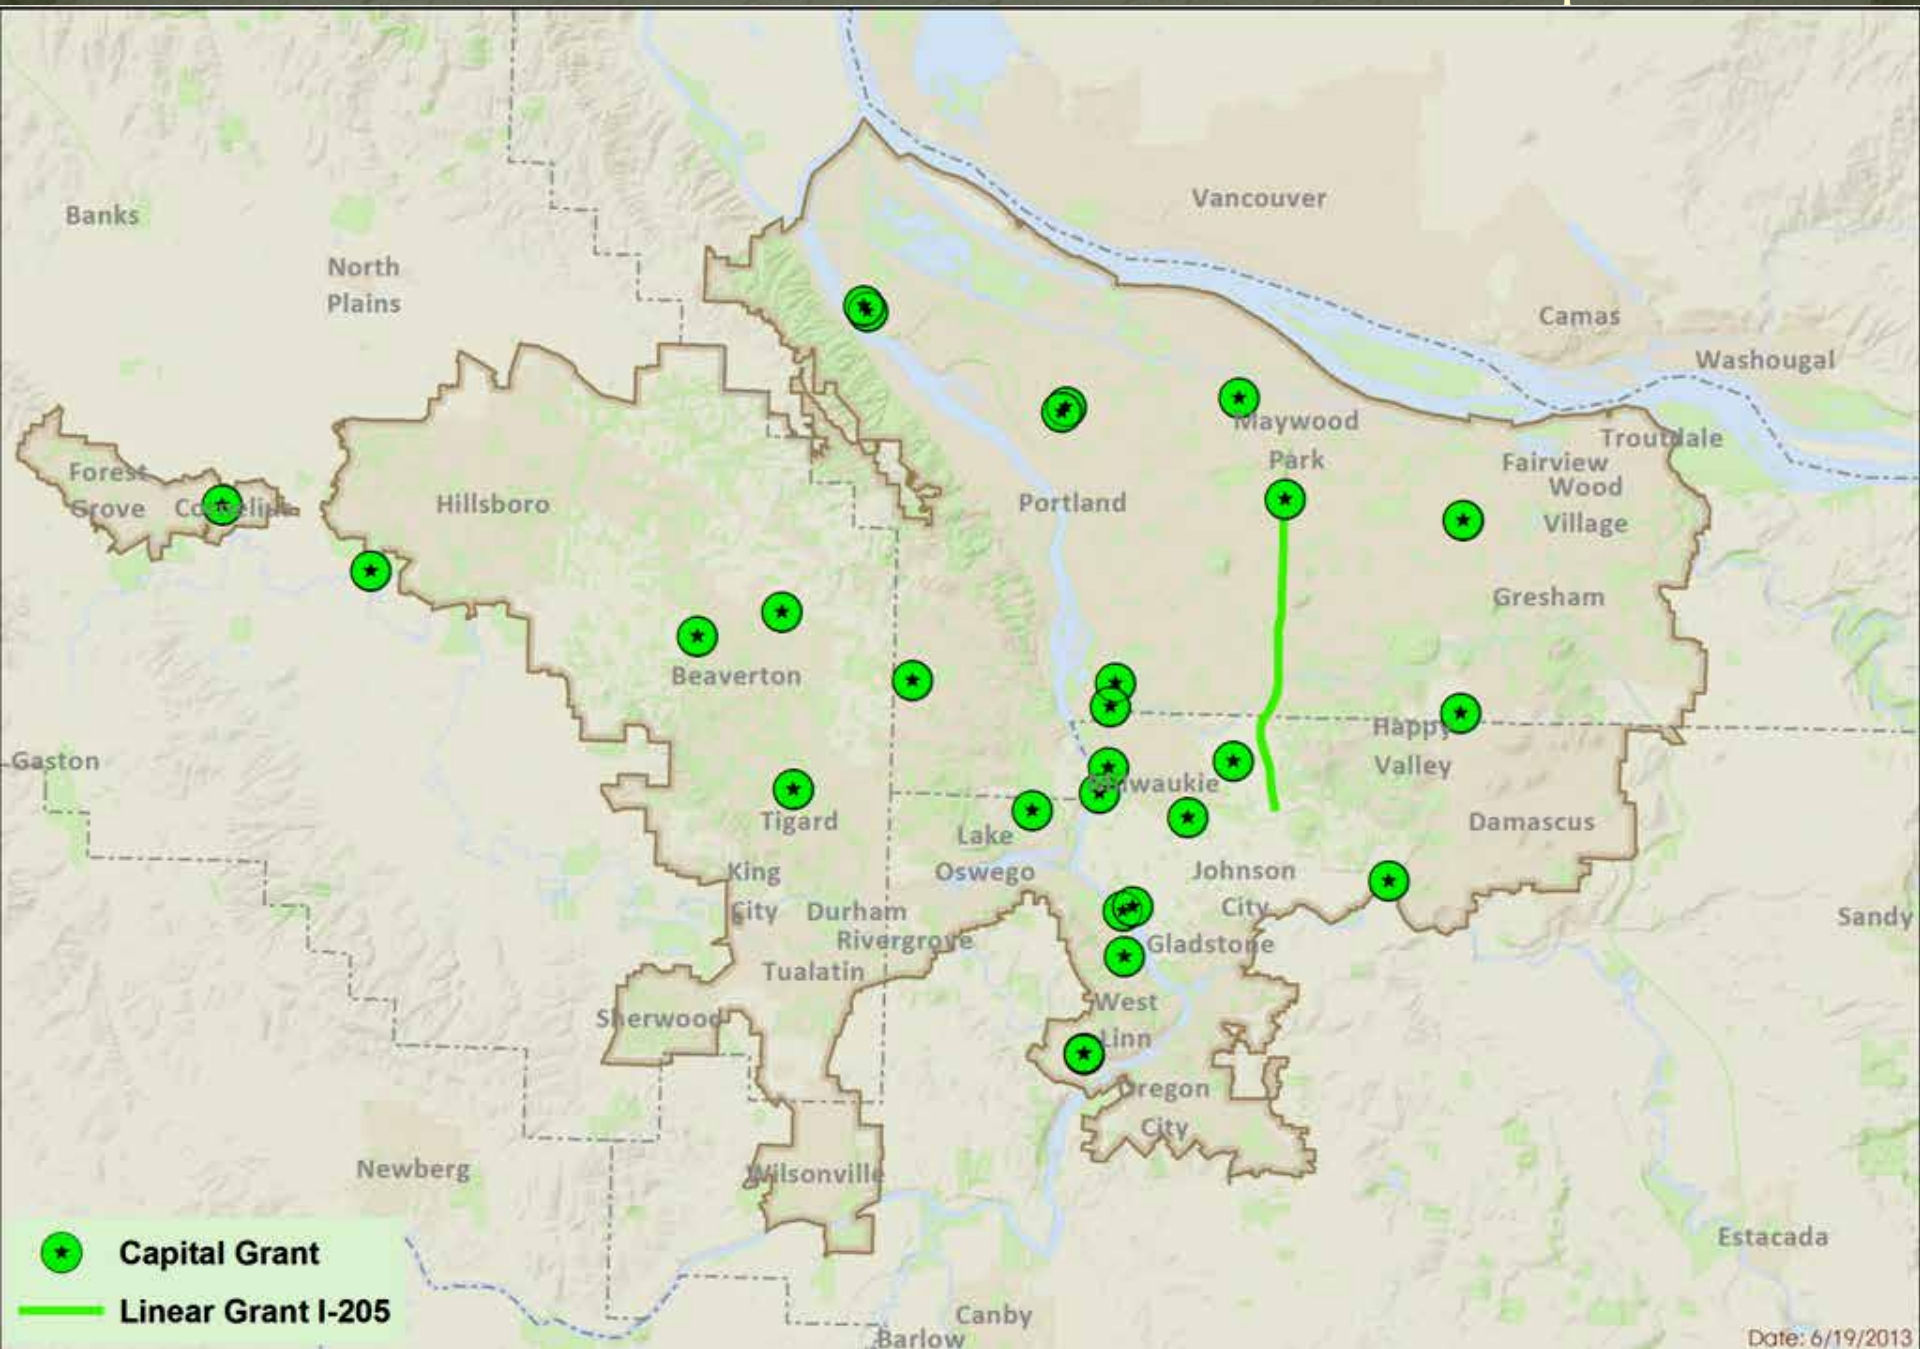 Vancouver
Banks
North
Plains
Camas
Washougal
Maywood
Park
Troutdale
Fairview
Wood
Village
Forest
Grove
Cornelius
Hillsboro
Portland
Gresham
Beaverton
Happy
Valley
Gaston
Milwaukie
Tigard
Lake
Oswego
Damascus
King
City
Johnson
City
Durham
Rivergrove
Gladstone
Sandy
Tualatin
West
Linn
Sherwood
Oregon
City
Newberg
Wilsonville
Estacada
Capital Grant
Linear Grant I-205
Canby
Barlow
Date: 6/19/2013